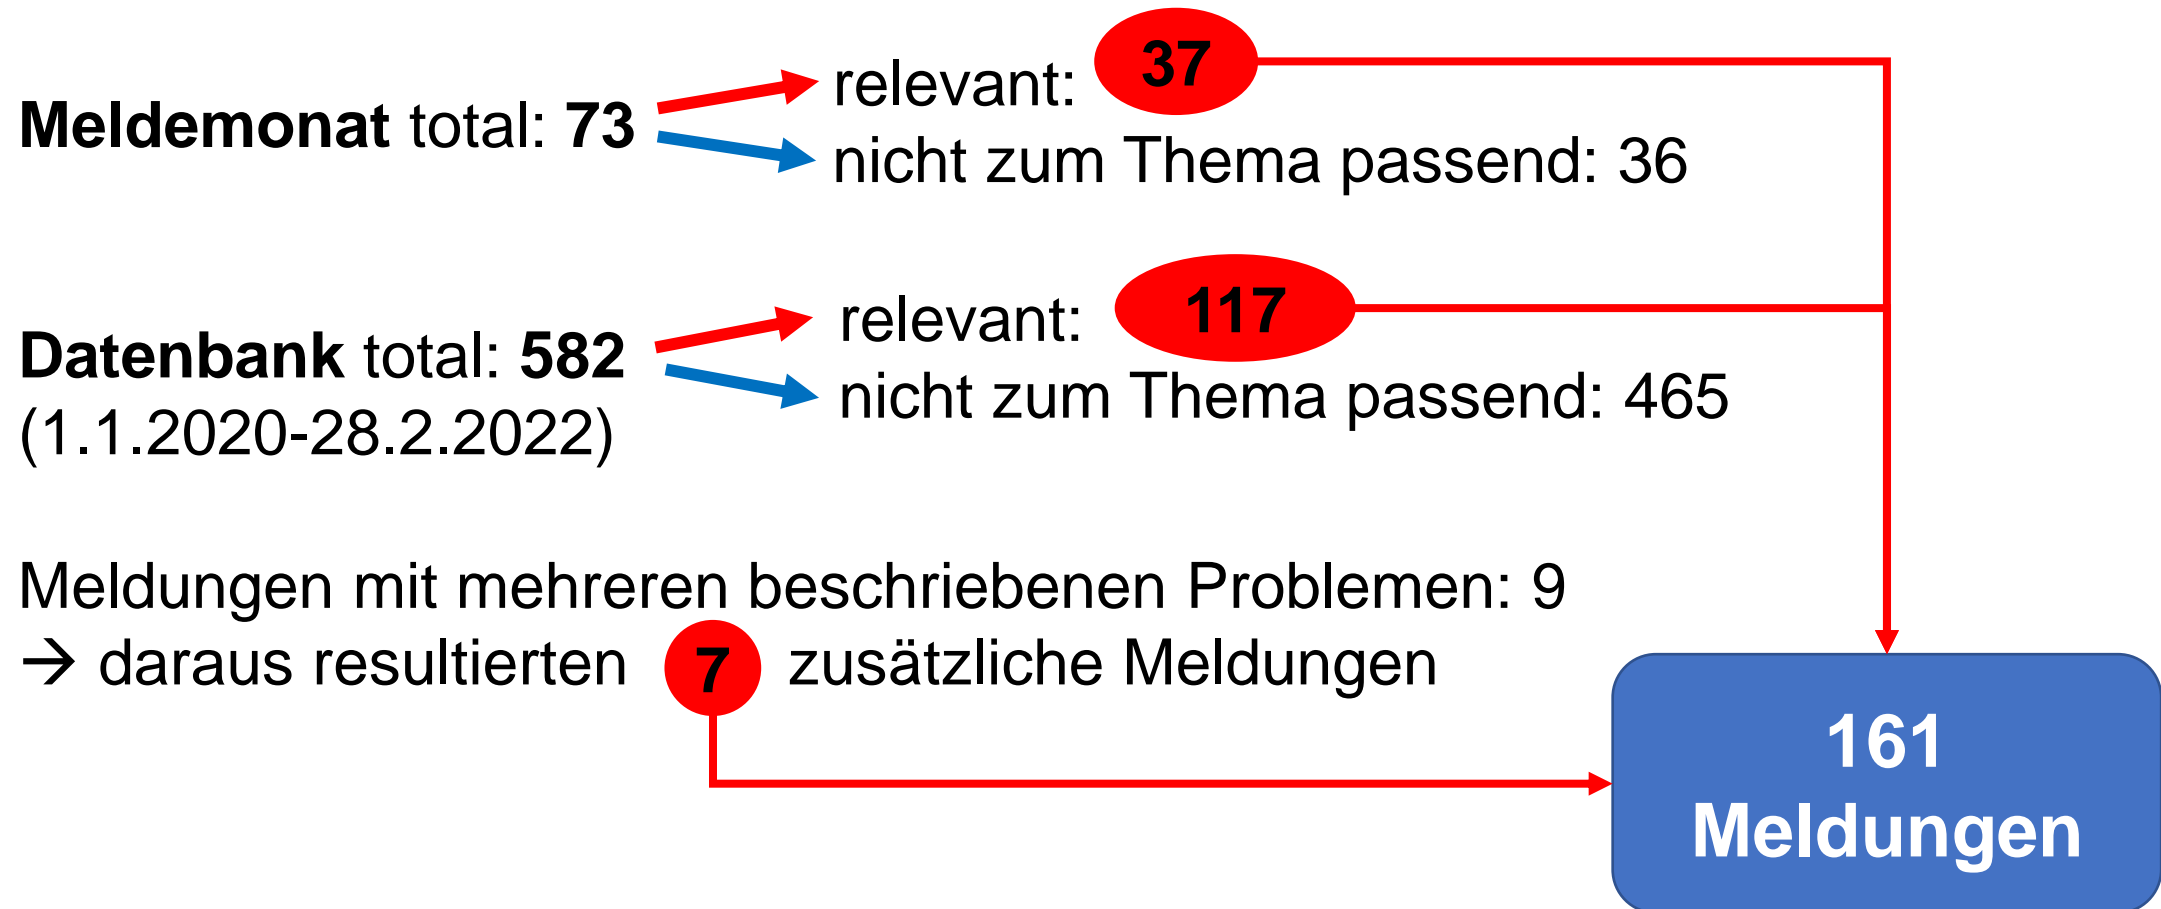 relevant: 37
Meldemonat total: 73
nicht zum Thema passend: 36
relevant: 117
Datenbank total: 582
nicht zum Thema passend: 465
(1.1.2020-28.2.2022)
Meldungen mit mehreren beschriebenen Problemen: 9
→ daraus resultierten 7 zusätzliche Meldungen
161
Meldungen